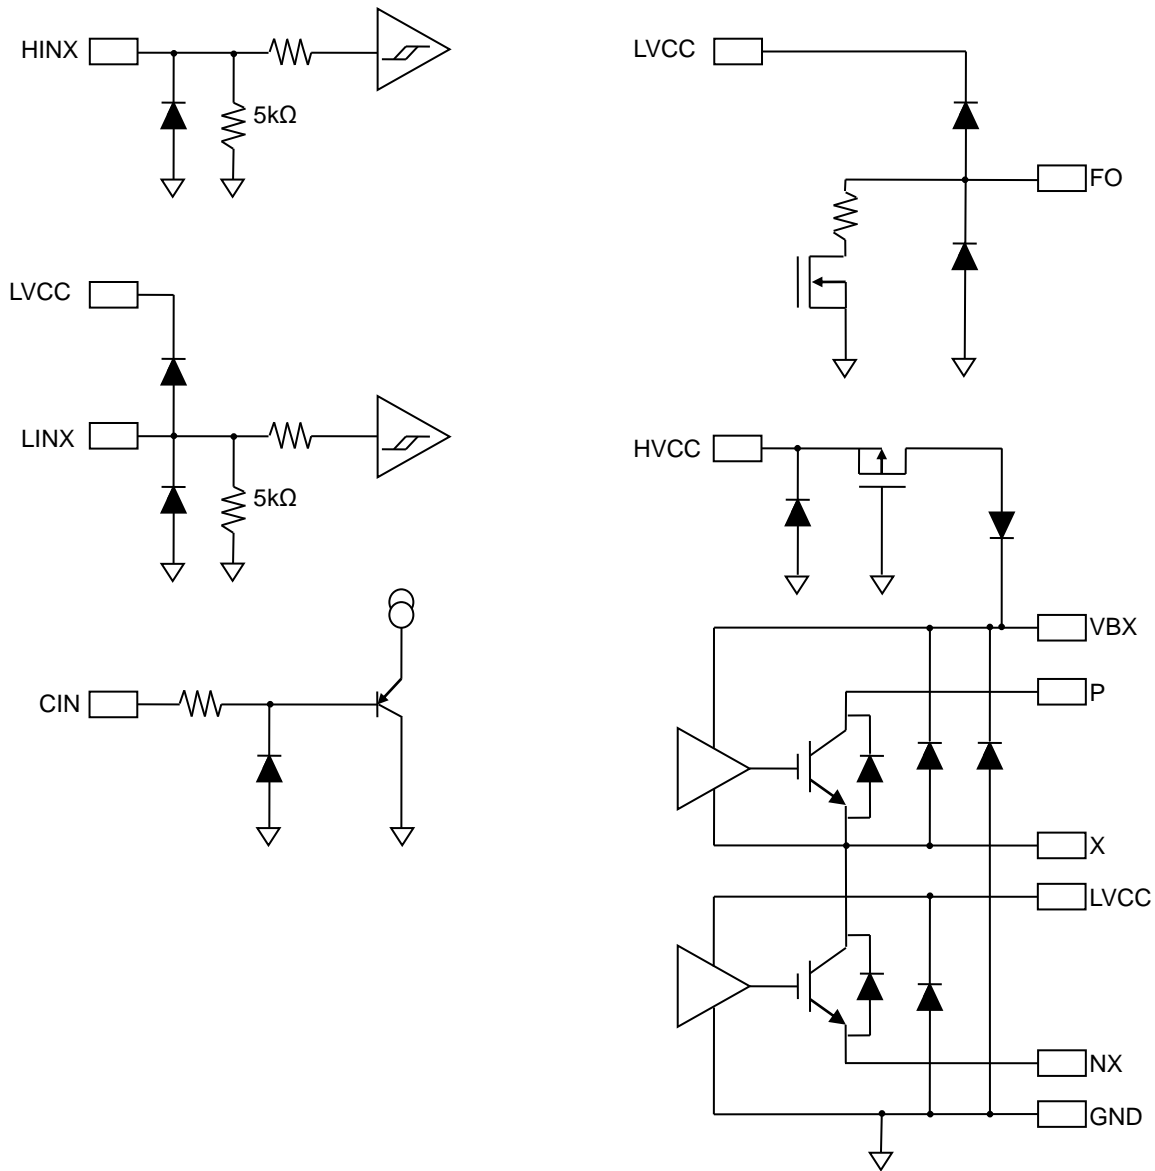 HINX
5kΩ
LVCC
LINX
5kΩ
CIN
LVCC
FO
HVCC
VBX
P
X
LVCC
NX
GND